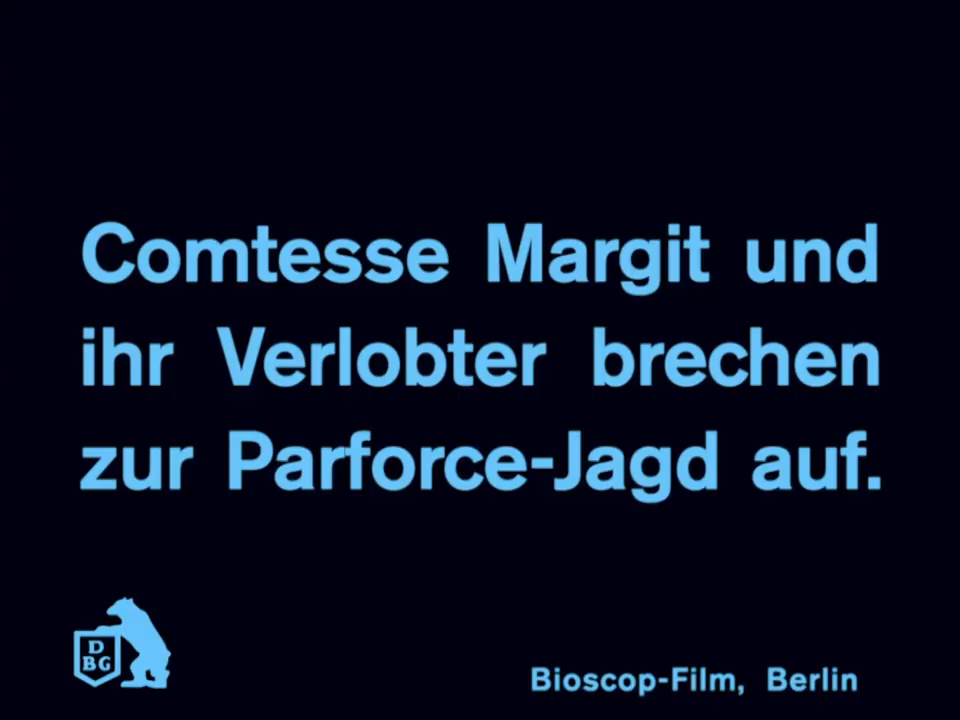 Comtesse Margit und
ihr Verlobter brechen
zur Parforce-Jagd auf.
D
BG
Bioscop-Film, Berlin